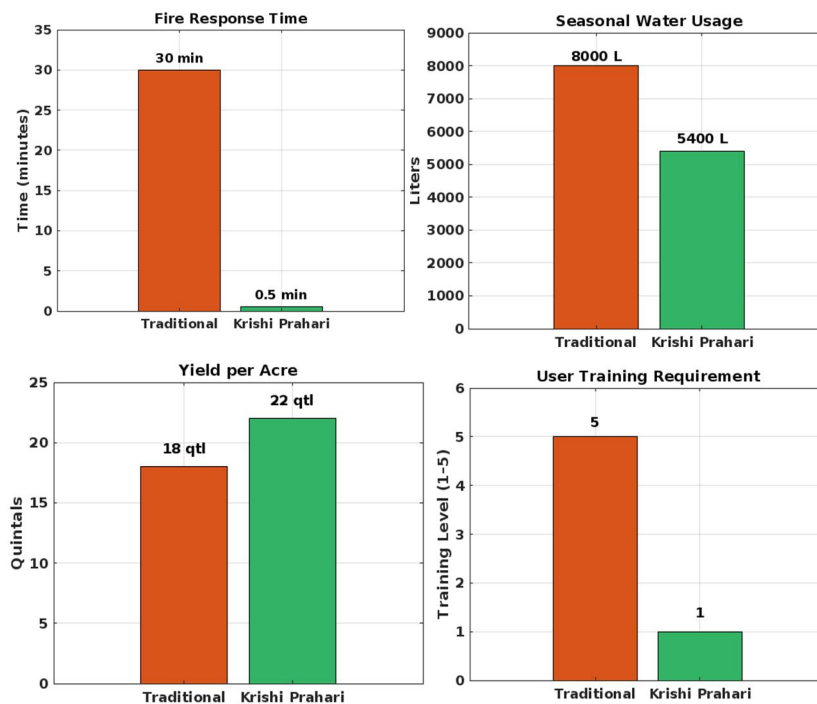 Fire Response Time
Time (minutes)
35
30
25
20
15
10
5
0
30 min
0.5 min
Traditional Krishi Prahari
Seasonal Water Usage
Liters
9000
8000
7000
6000
5000
4000
3000
2000
1000
0
8000 L
5400 L
Traditional Krishi Prahari
Yield per Acre
Quintals
25
20
15
10
5
0
18 qtl
22 qtl
Traditional Krishi Prahari
User Training Requirement
Training Level (1–5)
6
5
4
3
2
1
0
5
1
Traditional Krishi Prahari